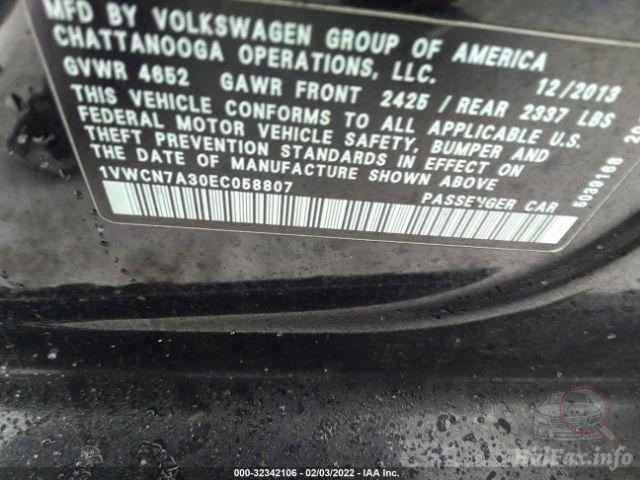 MFD BY VOLKSWAGEN GROUP OF AMERICA
CHATTANOOGA OPERATIONS, LLC. 12/2013
GVWR 4652 GAWR FRONT 2425 / REAR 2337 LBS
THIS VEHICLE CONFORMS TO ALL APPLICABLE U.S.
FEDERAL MOTOR VEHICLE SAFETY, BUMPER AND
THEFT PREVENTION STANDARDS IN EFFECT ON
THE DATE OF MANUFACTURE SHOWN ABOVE
1VWCN7A30EC058807 PASSENGER CAR
5039168
HulFax.info
000-32342106 - 02/03/2022 - IAA Inc.